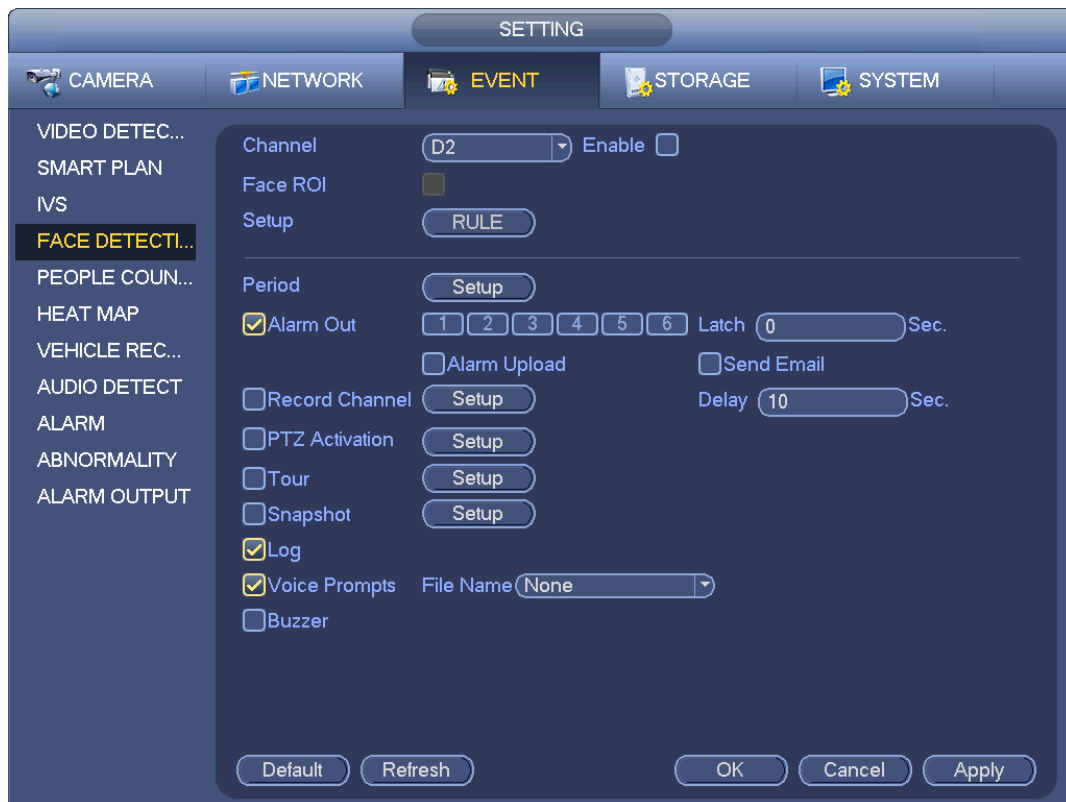 SETTING
CAMERA NETWORK EVENT STORAGE SYSTEM
VIDEO DETEC...
SMART PLAN
IVS
FACE DETECTI...
PEOPLE COUN...
HEAT MAP
VEHICLE REC...
AUDIO DETECT
ALARM
ABNORMALITY
ALARM OUTPUT
Channel D2 Enable
Face ROI
Setup RULE
Period Setup
Alarm Out 1 2 3 4 5 6 Latch 0 Sec.
Alarm Upload Send Email
Record Channel Setup Delay 10 Sec.
PTZ Activation Setup
Tour Setup
Snapshot Setup
Log
Voice Prompts File Name None
Buzzer
Default Refresh OK Cancel Apply